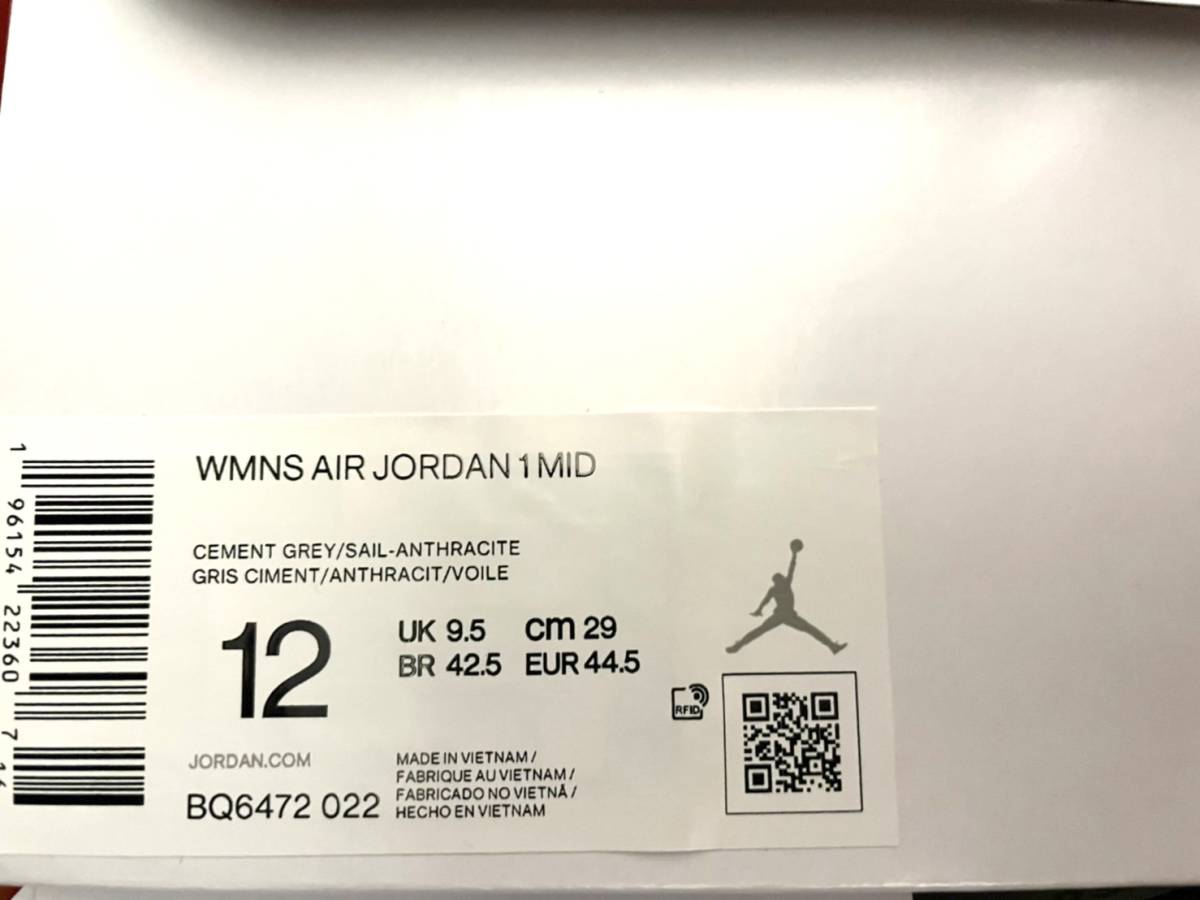 WMNS AIR JORDAN 1 MID
CEMENT GREY/SAIL-ANTHRACITE
GRIS CIMENT/ANTHRACIT/VOILE
12
UK 9.5 cm 29
BR 42.5 EUR 44.5
RFID
JORDAN.COM
BQ6472 022
MADE IN VIETNAM /
FABRIQUE AU VIETNAM /
FABRICADO NO VIETNÃ /
HECHO EN VIETNAM
1 96154 22360 7